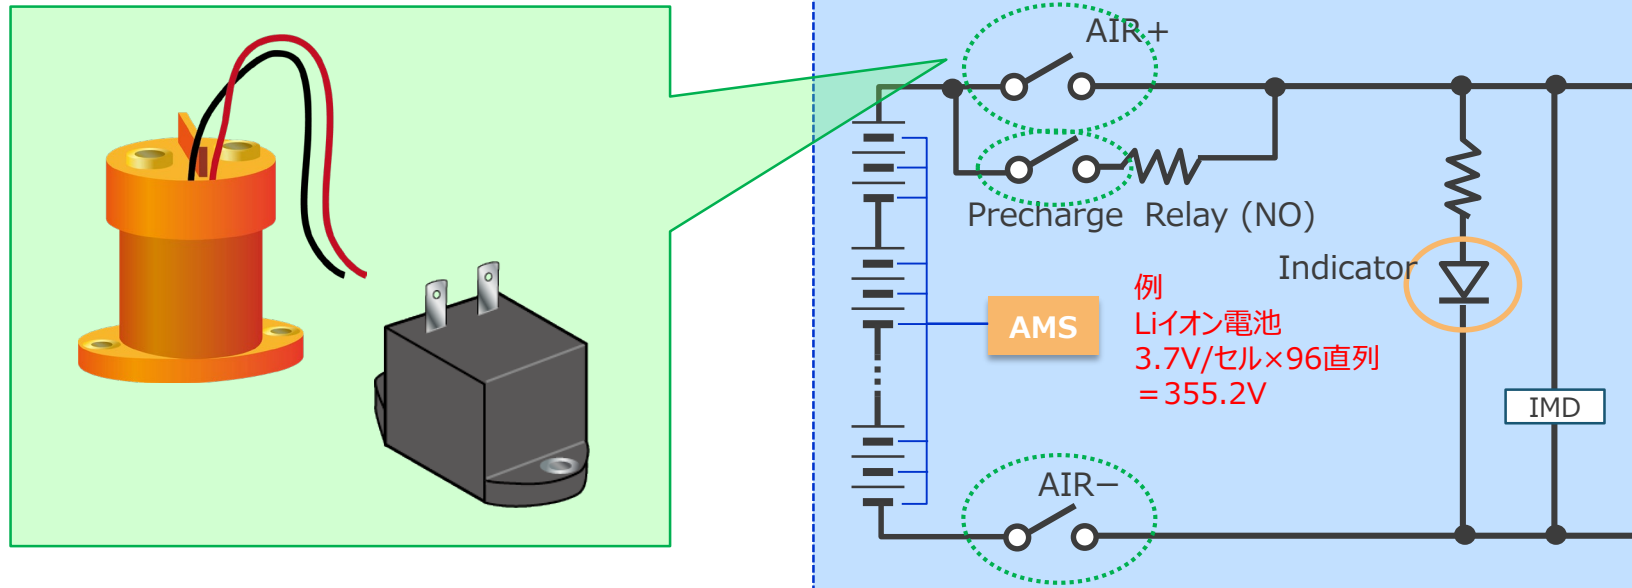 AIR+
Precharge Relay (NO)
Indicator
AMS
例
Liイオン電池
3.7V/セル×96直列
＝355.2V
IMD
AIR−